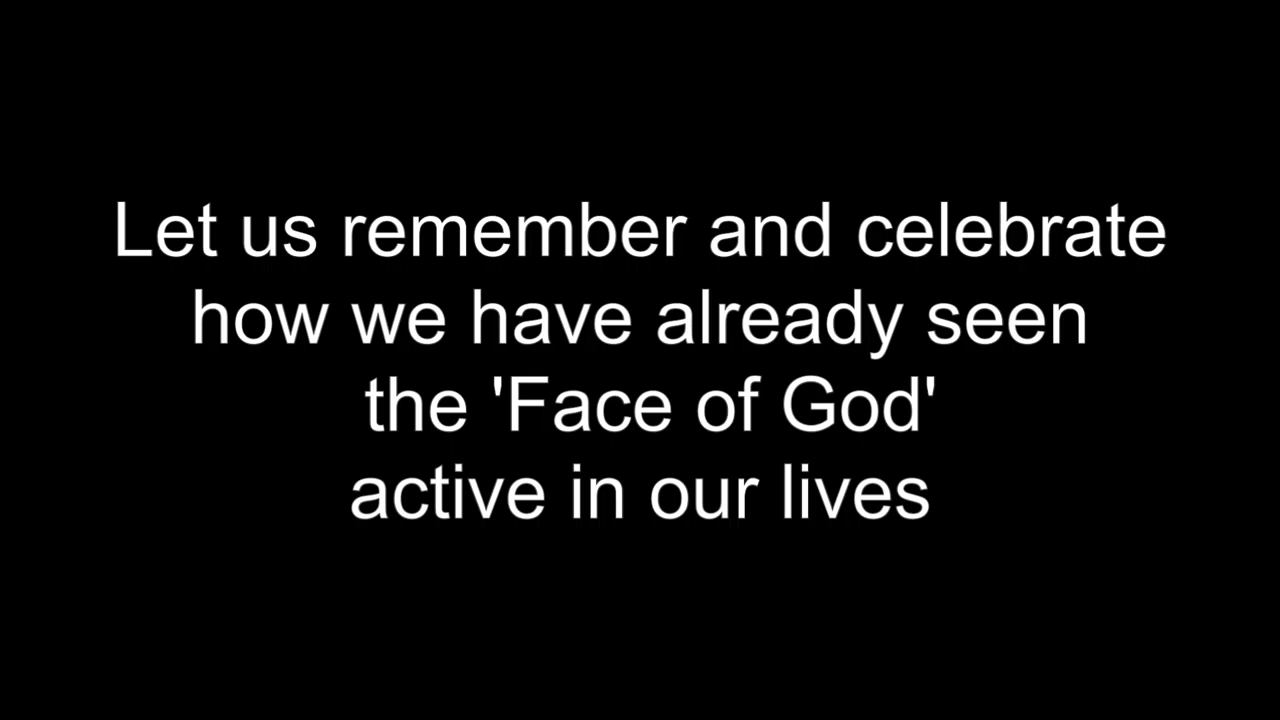 Let us remember and celebrate
how we have already seen
the 'Face of God'
active in our lives